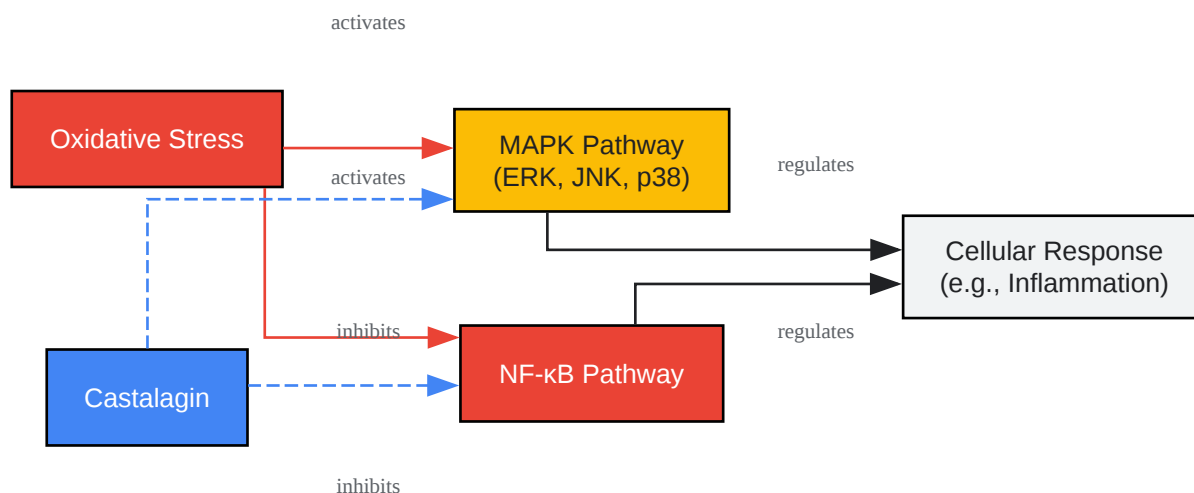 activates
Oxidative Stress
MAPK Pathway
(ERK, JNK, p38)
activates
regulates
Cellular Response
(e.g., Inflammation)
inhibits
regulates
NF-κB Pathway
Castalagin
inhibits